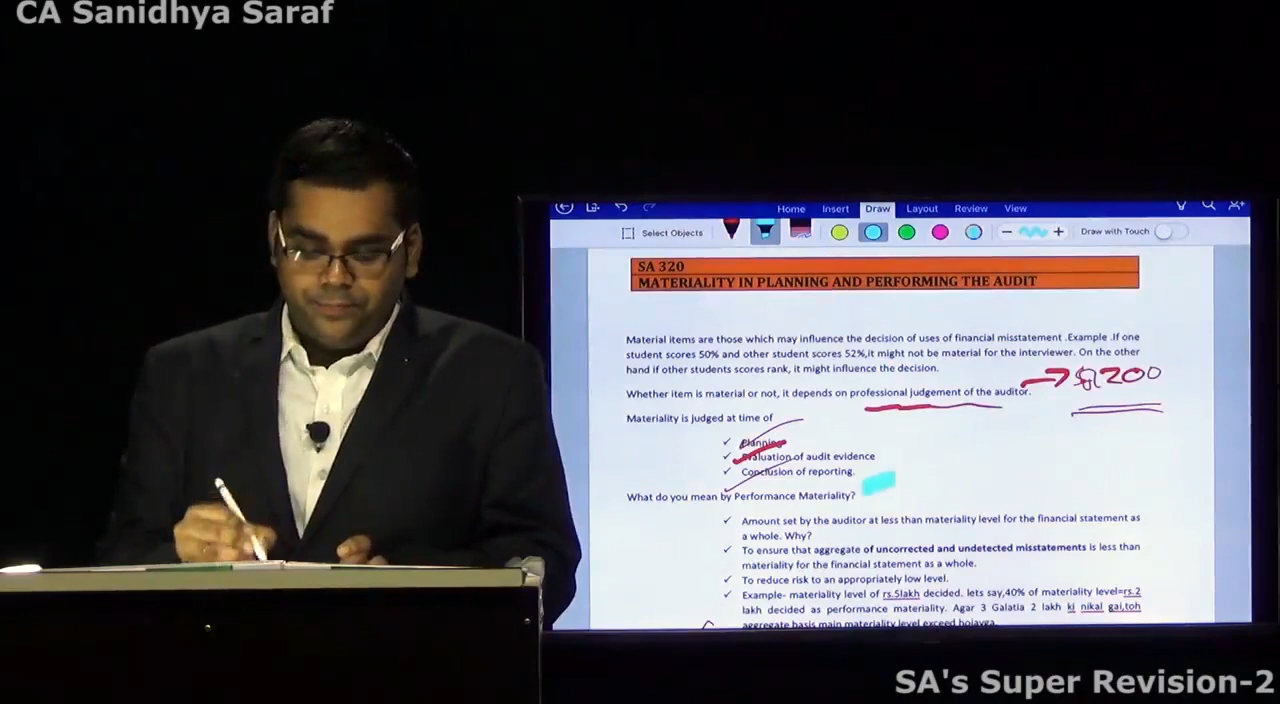 CA Sanidhya Saraf
Home Insert Draw Layout Review View
Select Objects Draw with Touch
SA 320
MATERIALITY IN PLANNING AND PERFORMING THE AUDIT
Material items are those which may influence the decision of uses of financial misstatement .Example .If one
student scores 50% and other student scores 52%,it might not be material for the interviewer. On the other
hand if other students scores rank, it might influence the decision.
Whether item is material or not, it depends on professional judgement of the auditor.
Materiality is judged at time of
✓ Planning
✓ Evaluation of audit evidence
✓ Conclusion of reporting.
What do you mean by Performance Materiality?
✓ Amount set by the auditor at less than materiality level for the financial statement as
a whole. Why?
✓ To ensure that aggregate of uncorrected and undetected misstatements is less than
materiality for the financial statement as a whole.
✓ To reduce risk to an appropriately low level.
✓ Example- materiality level of rs.5lakh decided. lets say,40% of materiality level=rs.2
lakh decided as performance materiality. Agar 3 Galatia 2 lakh ki nikal gai,toh
aggregate basis main materiality level exceed hojayga.
SA's Super Revision-2